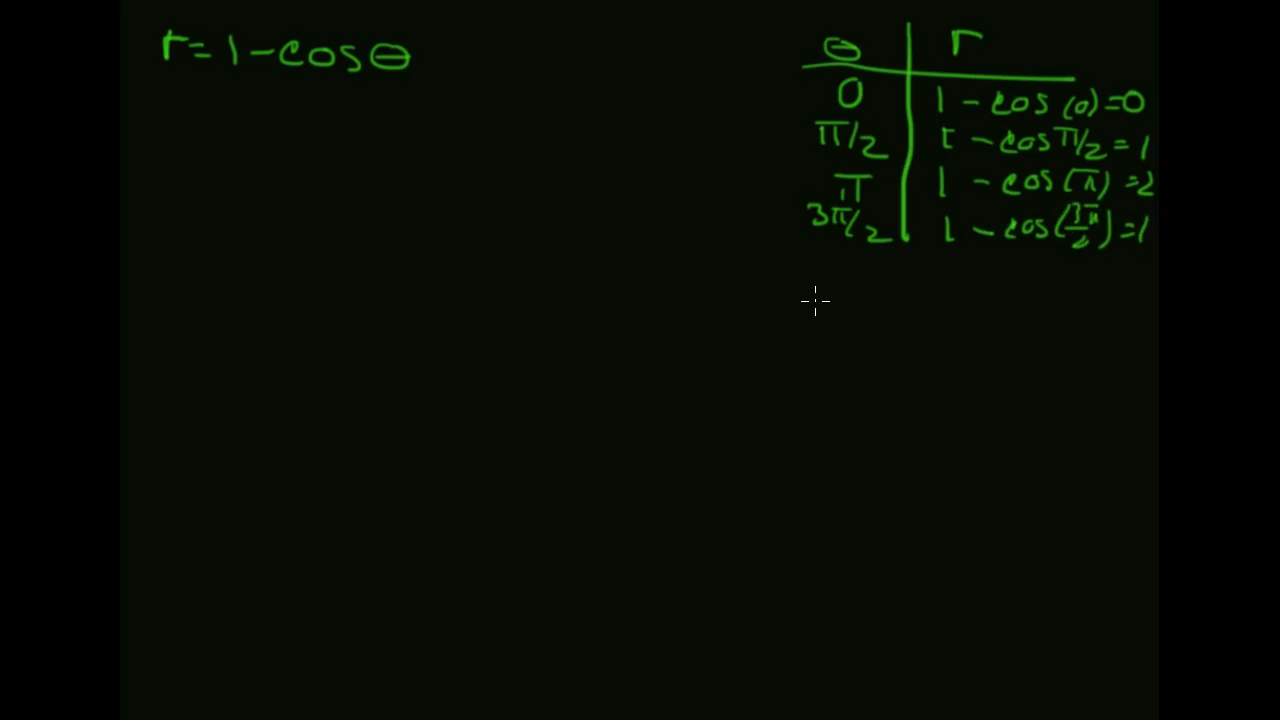 r = 1 - cos θ
θ r
0 1 - cos (0) = 0
π/2 1 - cos π/2 = 1
π 1 - cos (π) = 2
3π/2 1 - cos (3π/2) = 1